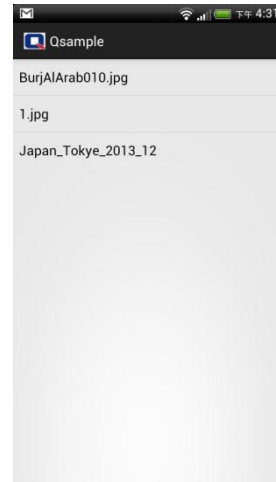 下午 4:31
Qsample
BurjAlArab010.jpg
1.jpg
Japan_Tokye_2013_12